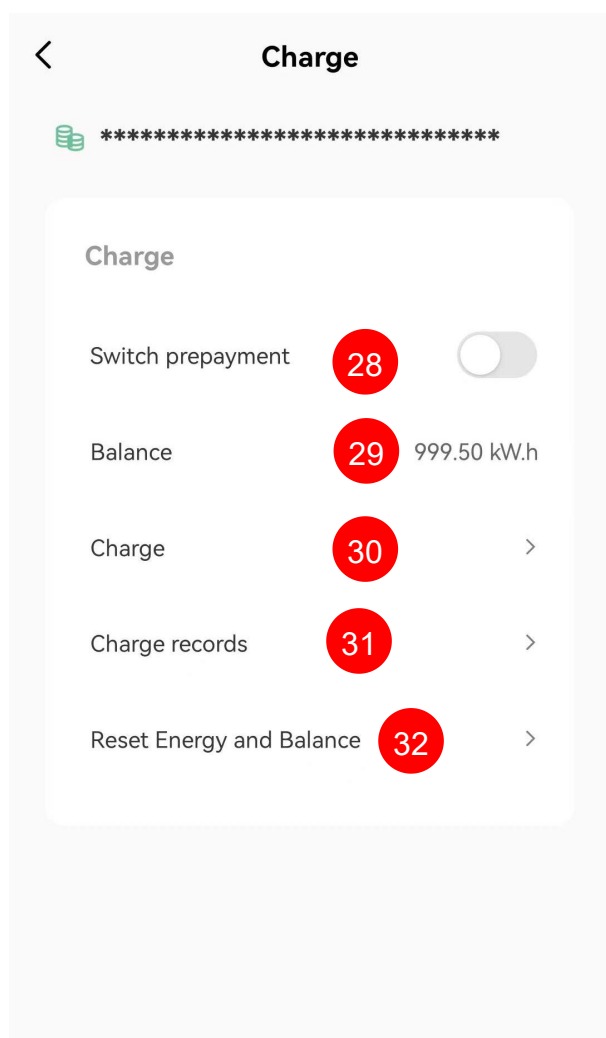 Charge
******************************
Charge
Switch prepayment 28
Balance 29 999.50 kW.h
Charge 30
Charge records 31
Reset Energy and Balance 32